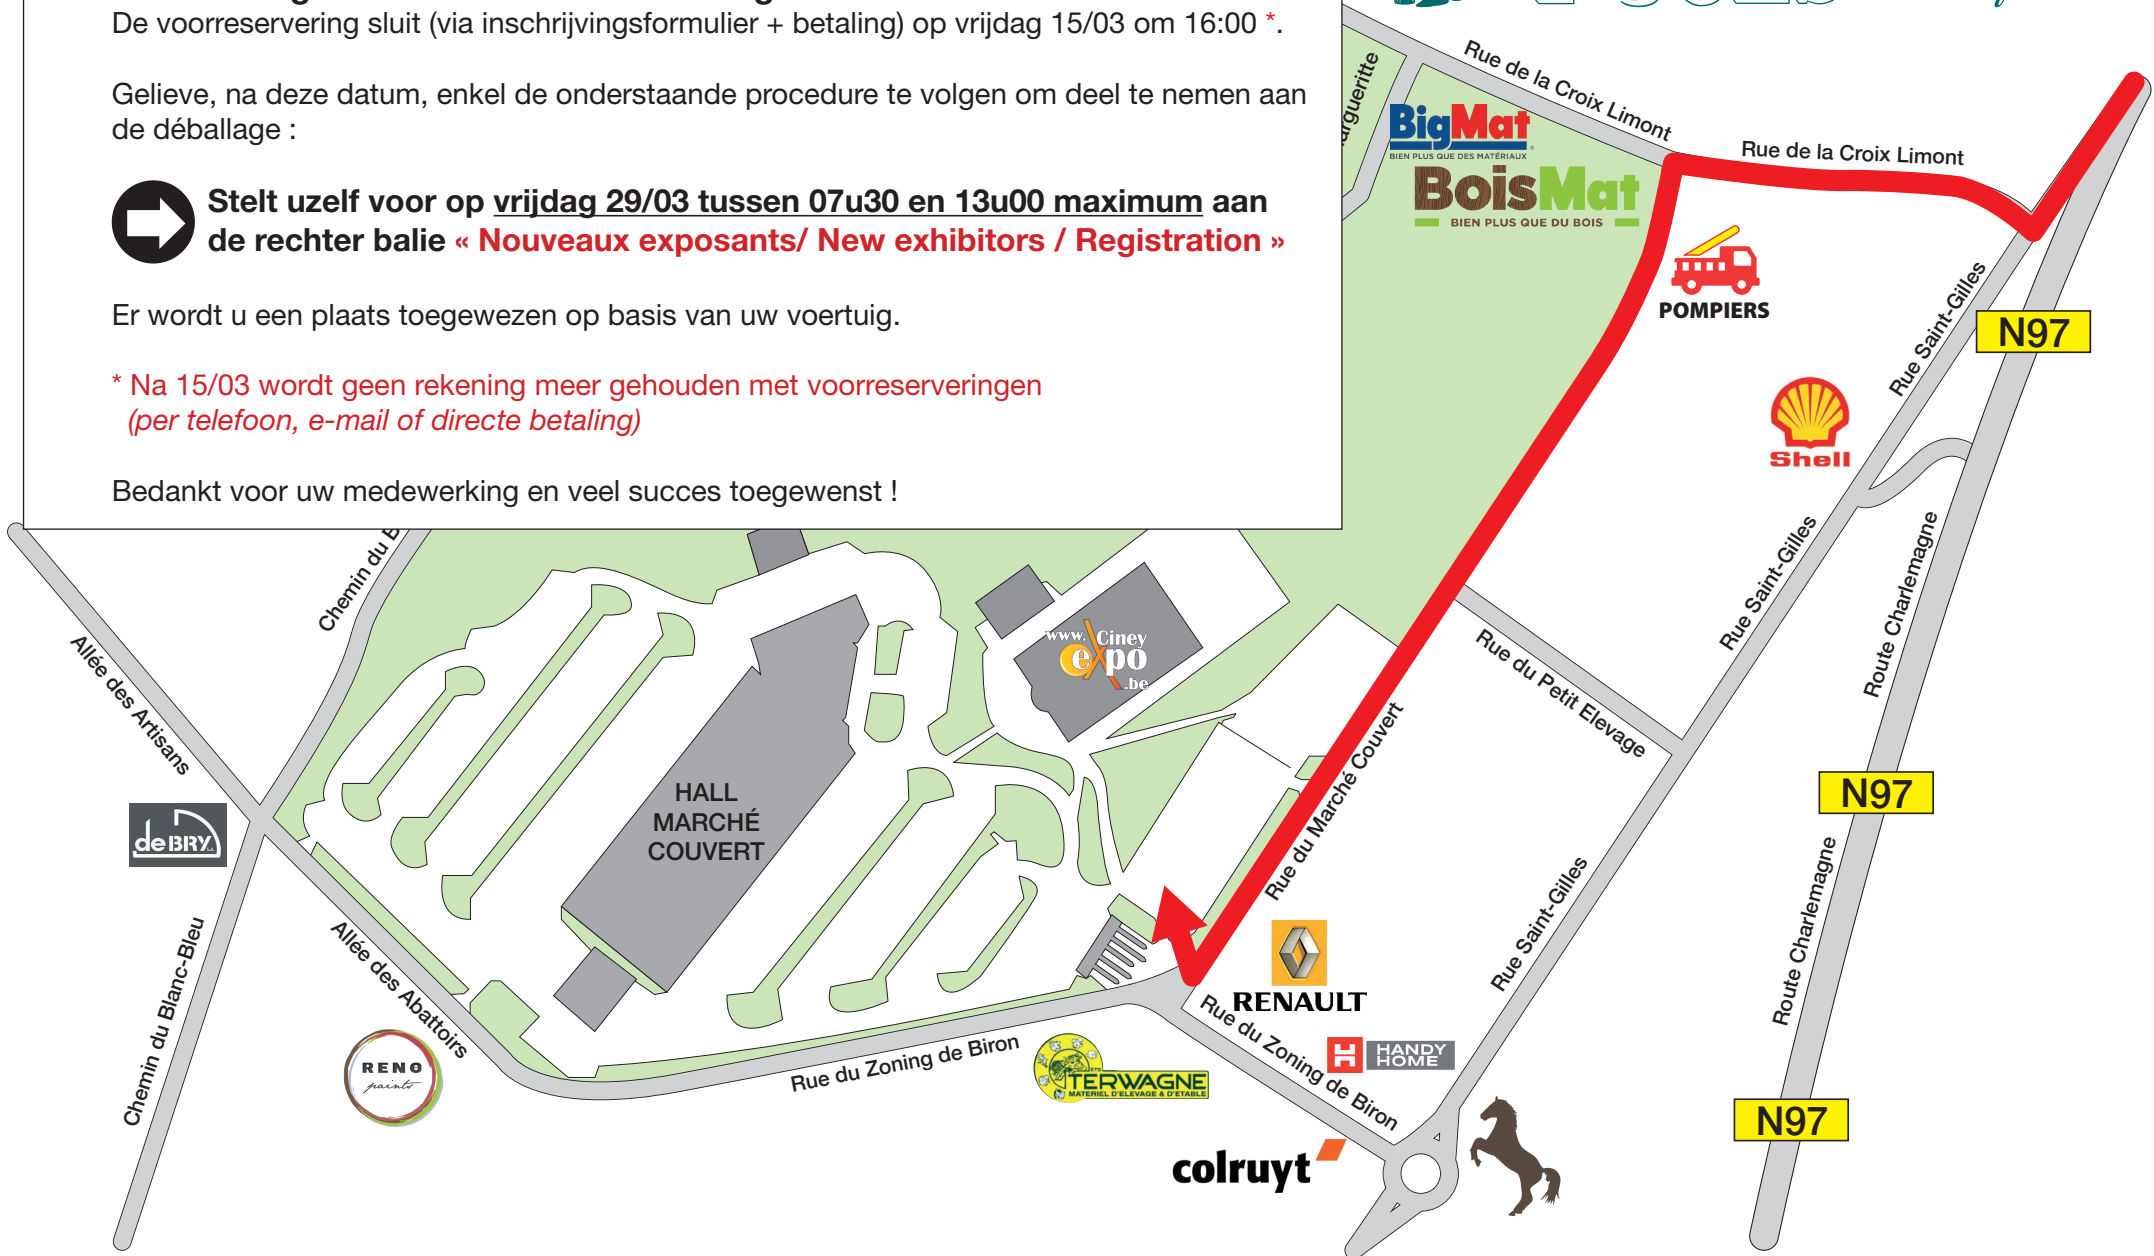 De voorreservering sluit (via inschrijvingsformulier + betaling) op vrijdag 15/03 om 16:00 *.
Gelieve, na deze datum, enkel de onderstaande procedure te volgen om deel te nemen aan
de déballage :
Stelt uzelf voor op vrijdag 29/03 tussen 07u30 en 13u00 maximum aan
de rechter balie « Nouveaux exposants/ New exhibitors / Registration »
Er wordt u een plaats toegewezen op basis van uw voertuig.
* Na 15/03 wordt geen rekening meer gehouden met voorreserveringen
(per telefoon, e-mail of directe betaling)
Bedankt voor uw medewerking en veel succes toegewenst !
Rue de la Croix Limont
BigMat
BIEN PLUS QUE DES MATÉRIAUX
BoisMat
BIEN PLUS QUE DU BOIS
Rue de la Croix Limont
POMPIERS
Rue Saint-Gilles
N97
Shell
Chemin du B
Allée des Artisans
www. Ciney
expo
.be
Rue Saint-Gilles
Route Charlemagne
Rue du Petit Elevage
Rue du Marché Couvert
HALL
MARCHÉ
COUVERT
N97
deBRY
Chemin du Blanc-Bleu
Allée des Abattoirs
Rue Saint-Gilles
Route Charlemagne
RENAULT
RENO
paints
Rue du Zoning de Biron
ETS
TERWAGNE
MATERIEL D'ELEVAGE & D'ETABLE
Rue du Zoning de Biron
HANDY
HOME
N97
colruyt